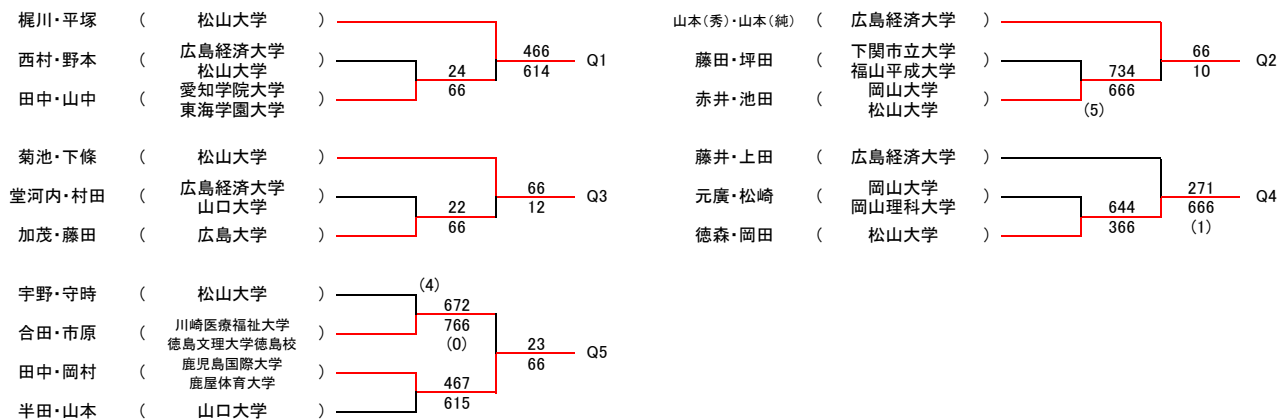 梶川・平塚 ( 松山大学 )
西村・野本 ( 広島経済大学 )
松山大学
田中・山中 ( 愛知学院大学 )
東海学園大学
24
66
466
614
Q1
山本(秀)・山本(純) ( 広島経済大学 )
藤田・坪田 ( 下関市立大学 )
福山平成大学
赤井・池田 ( 岡山大学 )
松山大学
734
666
(5)
66
10
Q2
菊池・下條 ( 松山大学 )
堂河内・村田 ( 広島経済大学 )
山口大学
加茂・藤田 ( 広島大学 )
22
66
66
12
Q3
藤井・上田 ( 広島経済大学 )
元廣・松崎 ( 岡山大学 )
岡山理科大学
徳森・岡田 ( 松山大学 )
644
366
271
666
(1)
Q4
宇野・守時 ( 松山大学 )
合田・市原 ( 川崎医療福祉大学 )
徳島文理大学徳島校
田中・岡村 ( 鹿児島国際大学 )
鹿屋体育大学
半田・山本 ( 山口大学 )
(4)
672
766
(0)
467
615
23
66
Q5